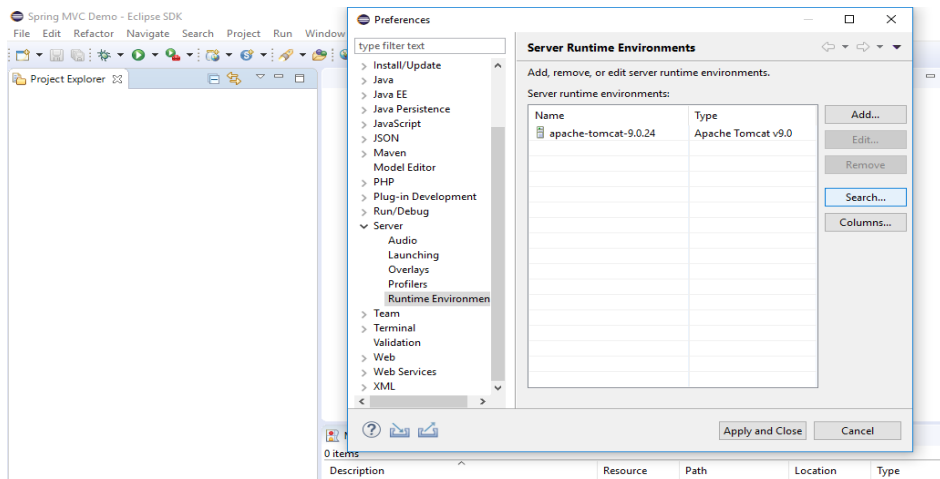 Spring MVC Demo - Eclipse SDK
File Edit Refactor Navigate Search Project Run Window
Project Explorer
Preferences
type filter text
Install/Update
Java
Java EE
Java Persistence
JavaScript
JSON
Maven
Model Editor
PHP
Plug-in Development
Run/Debug
Server
Audio
Launching
Overlays
Profilers
Runtime Environmen
Team
Terminal
Validation
Web
Web Services
XML
Server Runtime Environments
Add, remove, or edit server runtime environments.
Server runtime environments:
Name Type
apache-tomcat-9.0.24 Apache Tomcat v9.0
Add...
Edit...
Remove
Search...
Columns...
Apply and Close Cancel
0 items
Description Resource Path Location Type